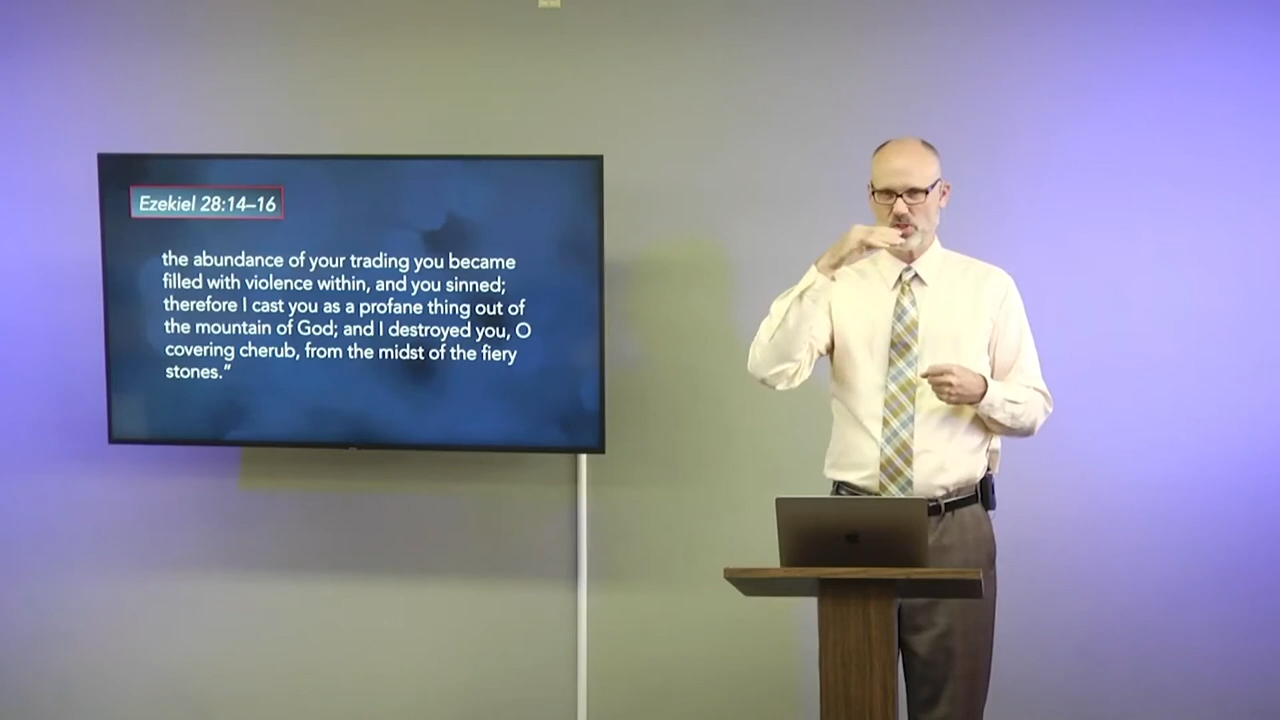 Ezekiel 28:14–16
the abundance of your trading you became
filled with violence within, and you sinned;
therefore I cast you as a profane thing out of
the mountain of God; and I destroyed you, O
covering cherub, from the midst of the fiery
stones.”